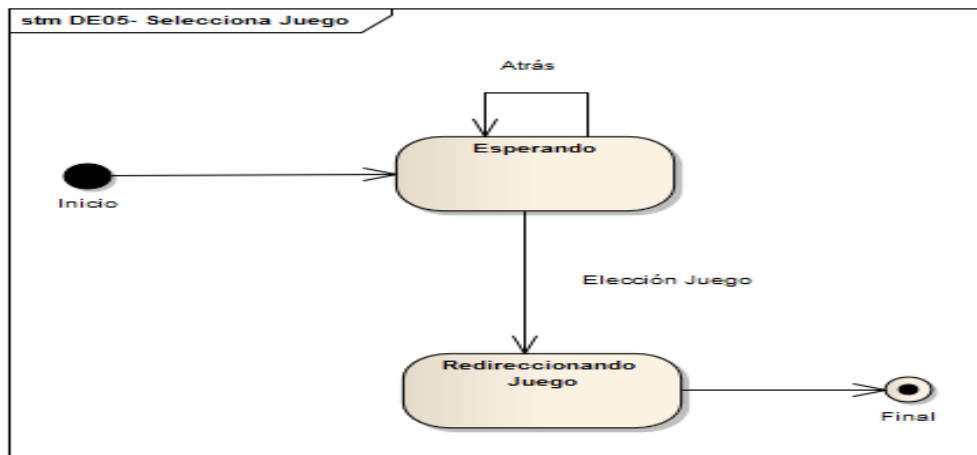 stm DE05- Selecciona Juego
Atrás
Esperando
Inicio
Elección Juego
Redireccionando
Juego
Final